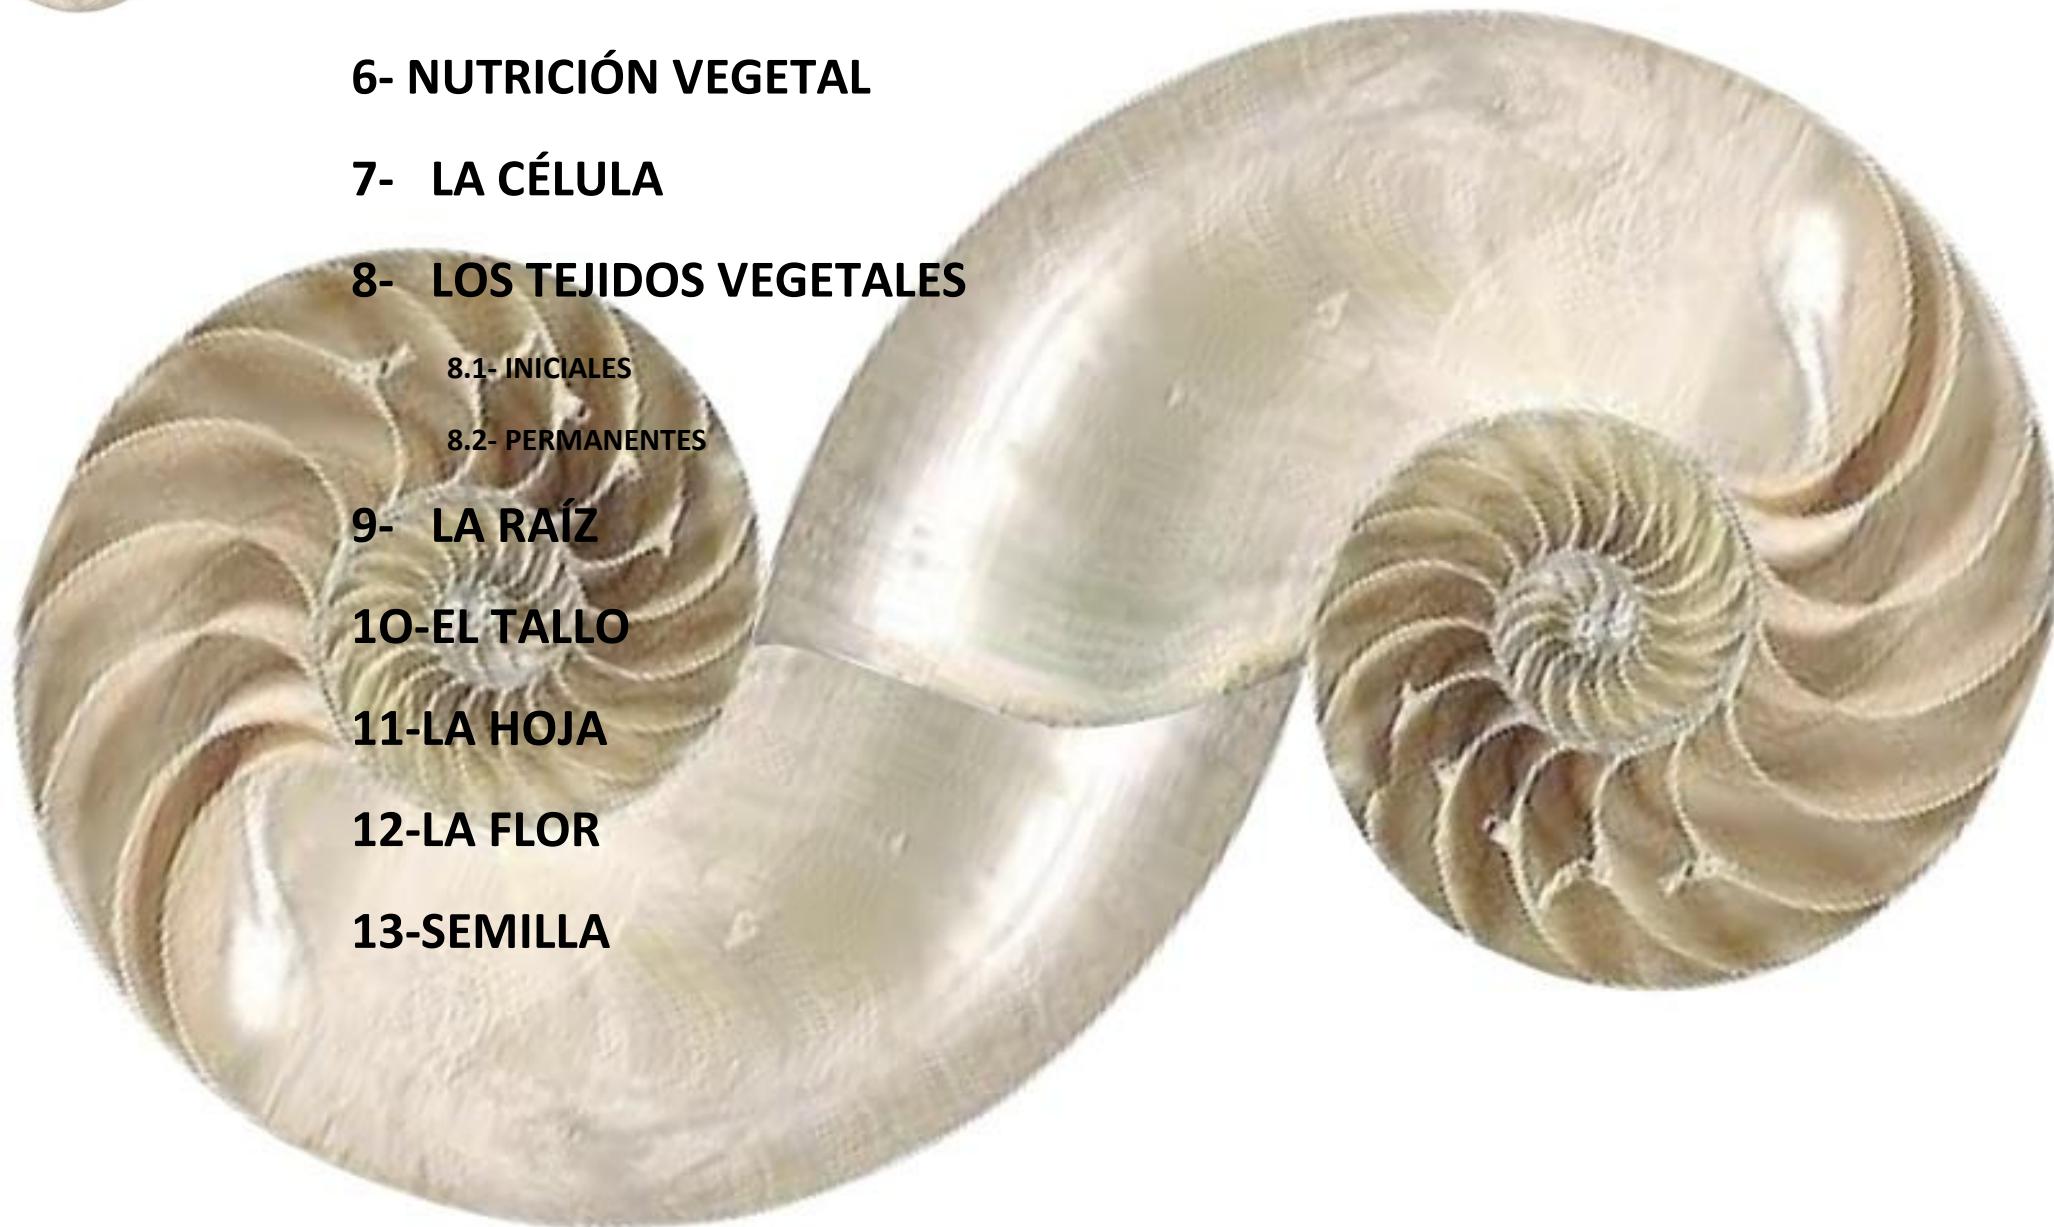 6- NUTRICIÓN VEGETAL
7- LA CÉLULA
8- LOS TEJIDOS VEGETALES
8.1- INICIALES
8.2- PERMANENTES
9- LA RAÍZ
1O-EL TALLO
11-LA HOJA
12-LA FLOR
13-SEMILLA